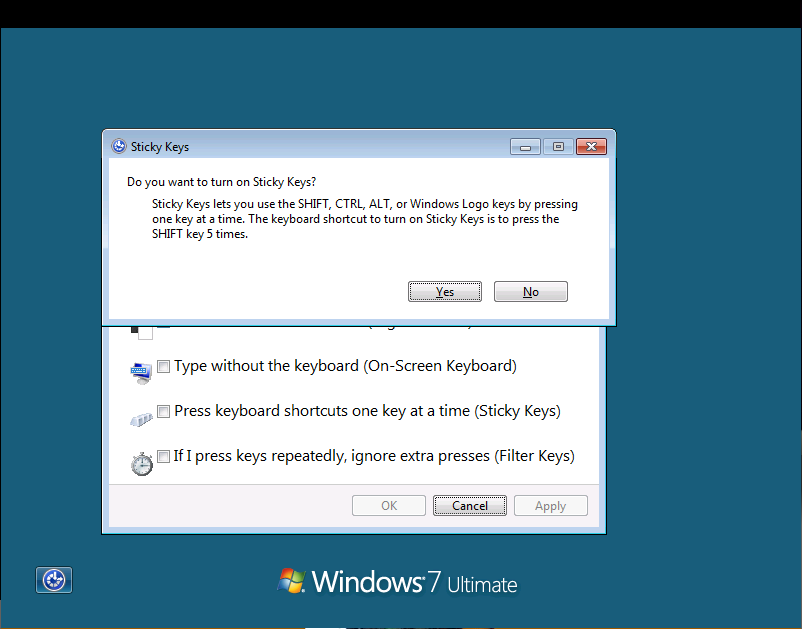 Sticky Keys
Do you want to turn on Sticky Keys?
Sticky Keys lets you use the SHIFT, CTRL, ALT, or Windows Logo keys by pressing
one key at a time. The keyboard shortcut to turn on Sticky Keys is to press the
SHIFT key 5 times.
Yes No
Type without the keyboard (On-Screen Keyboard)
Press keyboard shortcuts one key at a time (Sticky Keys)
If I press keys repeatedly, ignore extra presses (Filter Keys)
OK Cancel Apply
Windows 7 Ultimate